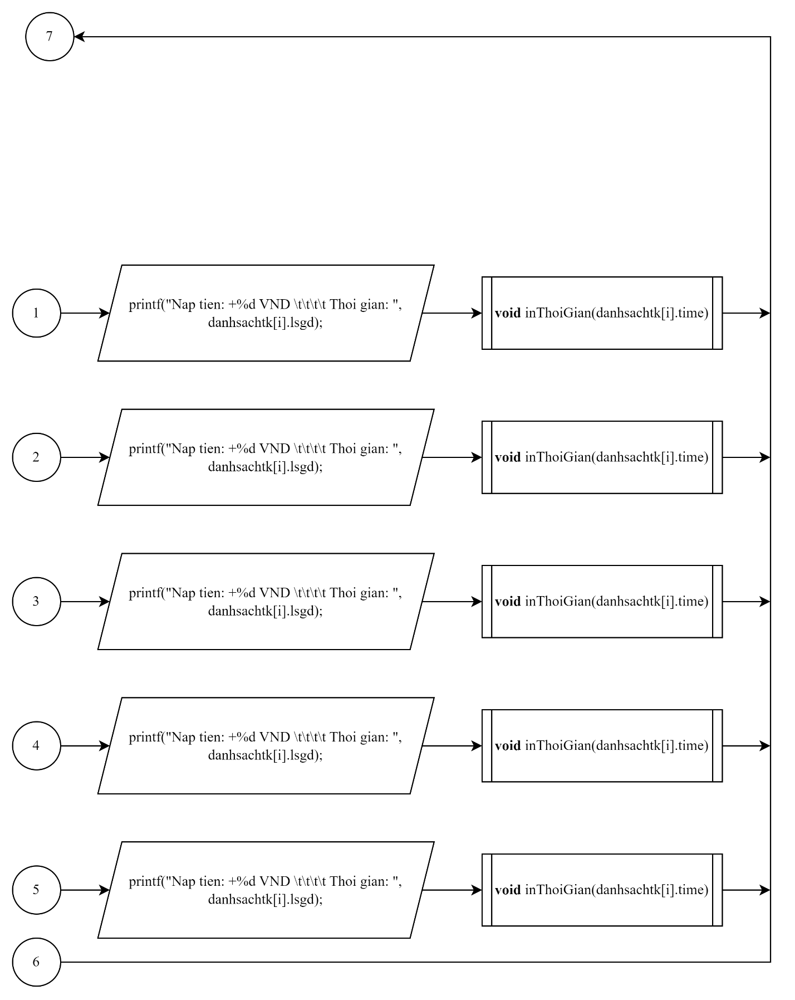 7
1
printf("Nap tien: +%d VND \t\t\t\t Thoi gian: ",
danhsachtk[i].lsgd);
void inThoiGian(danhsachtk[i].time)
2
printf("Nap tien: +%d VND \t\t\t\t Thoi gian: ",
danhsachtk[i].lsgd);
void inThoiGian(danhsachtk[i].time)
3
printf("Nap tien: +%d VND \t\t\t\t Thoi gian: ",
danhsachtk[i].lsgd);
void inThoiGian(danhsachtk[i].time)
4
printf("Nap tien: +%d VND \t\t\t\t Thoi gian: ",
danhsachtk[i].lsgd);
void inThoiGian(danhsachtk[i].time)
5
printf("Nap tien: +%d VND \t\t\t\t Thoi gian: ",
danhsachtk[i].lsgd);
void inThoiGian(danhsachtk[i].time)
6